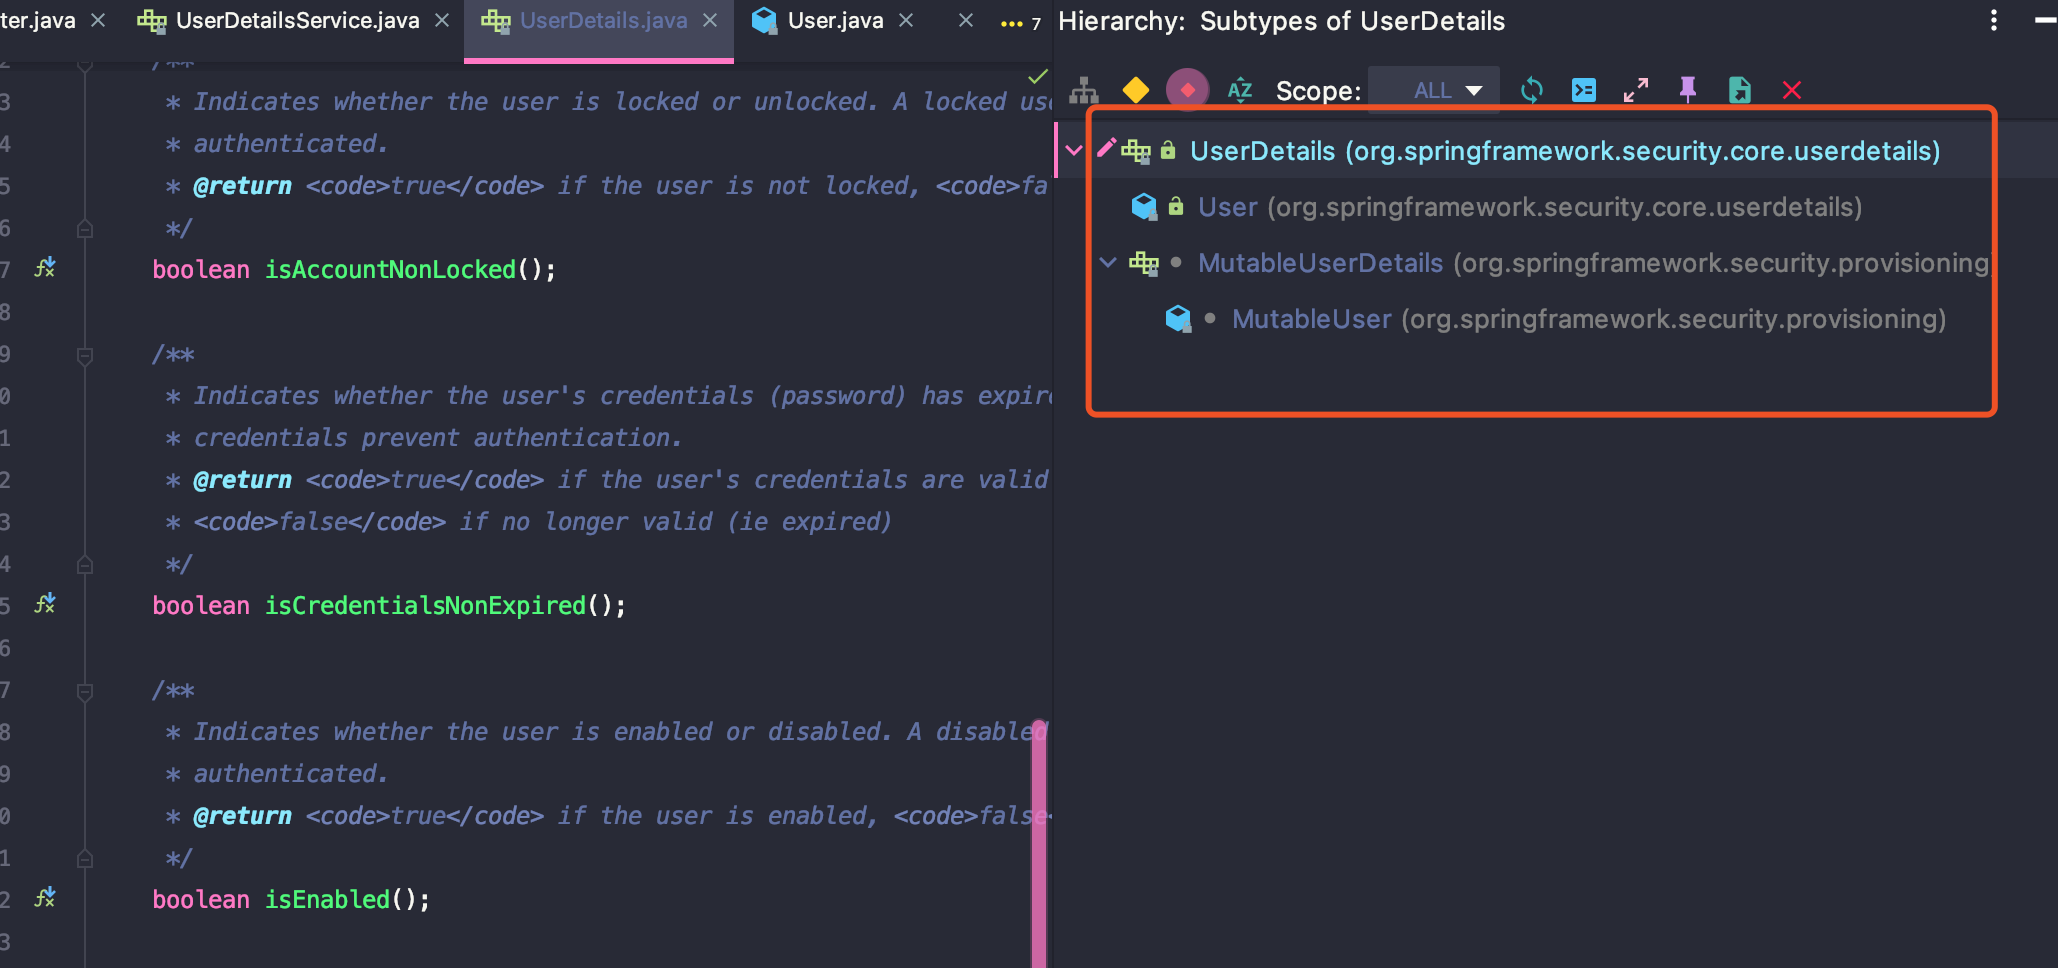 ter.java UserDetailsService.java UserDetails.java User.java 7
2 /**
3 * Indicates whether the user is locked or unlocked. A locked use
4 * authenticated.
5 * @return <code>true</code> if the user is not locked, <code>fa
6 */
7 boolean isAccountNonLocked();
8
9 /**
0 * Indicates whether the user's credentials (password) has expire
1 * credentials prevent authentication.
2 * @return <code>true</code> if the user's credentials are valid
3 * <code>false</code> if no longer valid (ie expired)
4 */
5 boolean isCredentialsNonExpired();
6
7 /**
8 * Indicates whether the user is enabled or disabled. A disabled
9 * authenticated.
0 * @return <code>true</code> if the user is enabled, <code>false<
1 */
2 boolean isEnabled();
3
Hierarchy: Subtypes of UserDetails
AZ Scope: ALL
UserDetails (org.springframework.security.core.userdetails)
User (org.springframework.security.core.userdetails)
MutableUserDetails (org.springframework.security.provisioning)
MutableUser (org.springframework.security.provisioning)